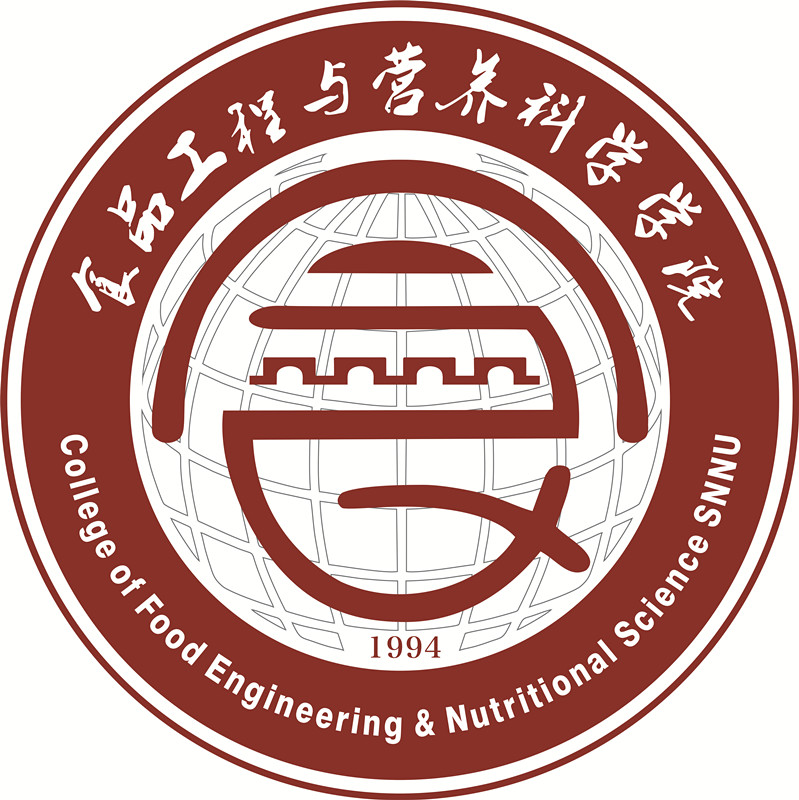 食品工程与营养科学学院
1994
College of Food Engineering & Nutritional Science SNNU